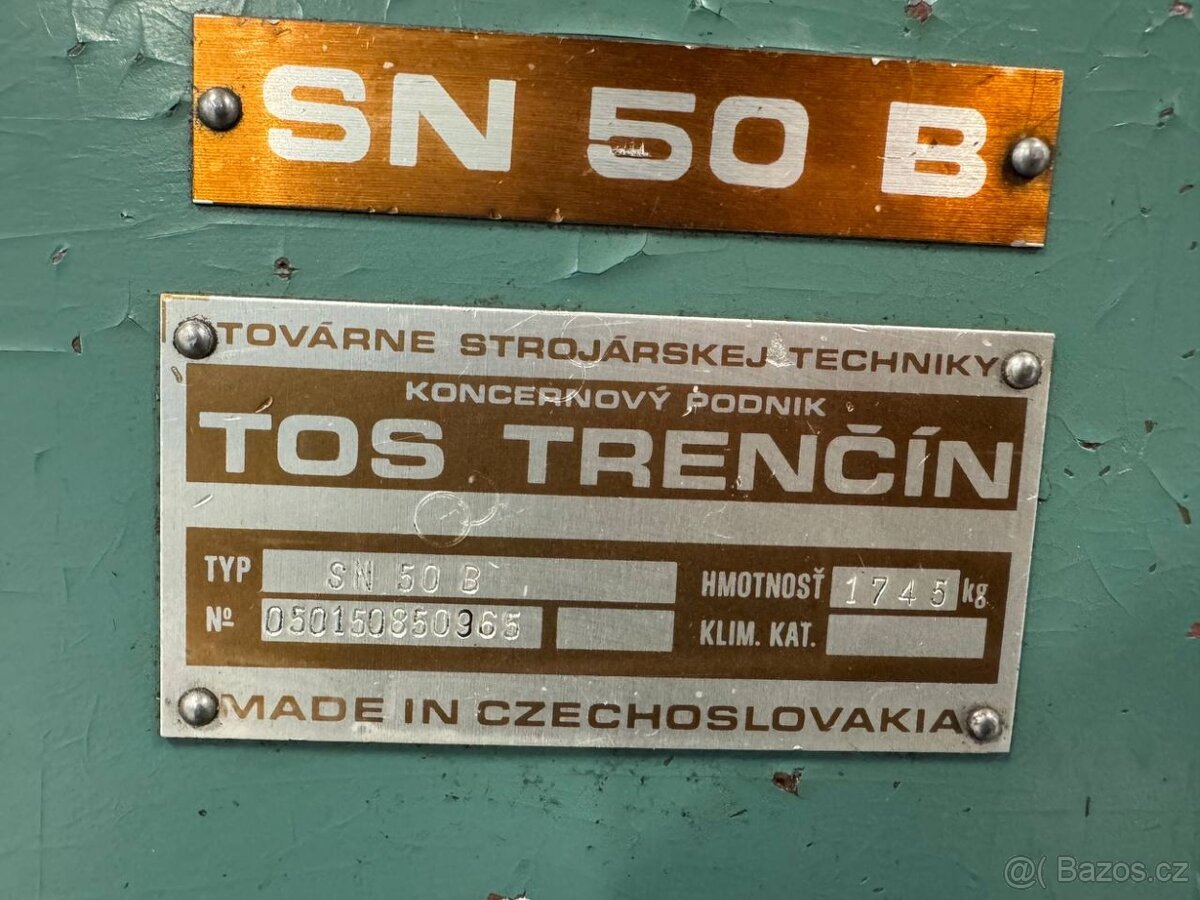 SN 50 B
TOVÁRNE STROJÁRSKEJ TECHNIKY
KONCERNOVÝ PODNIK
TOS TRENČÍN
TYP SN 50 B HMOTNOSŤ 1745 kg
Nº 050150850965 KLIM. KAT.
MADE IN CZECHOSLOVAKIA
@( Bazos.cz